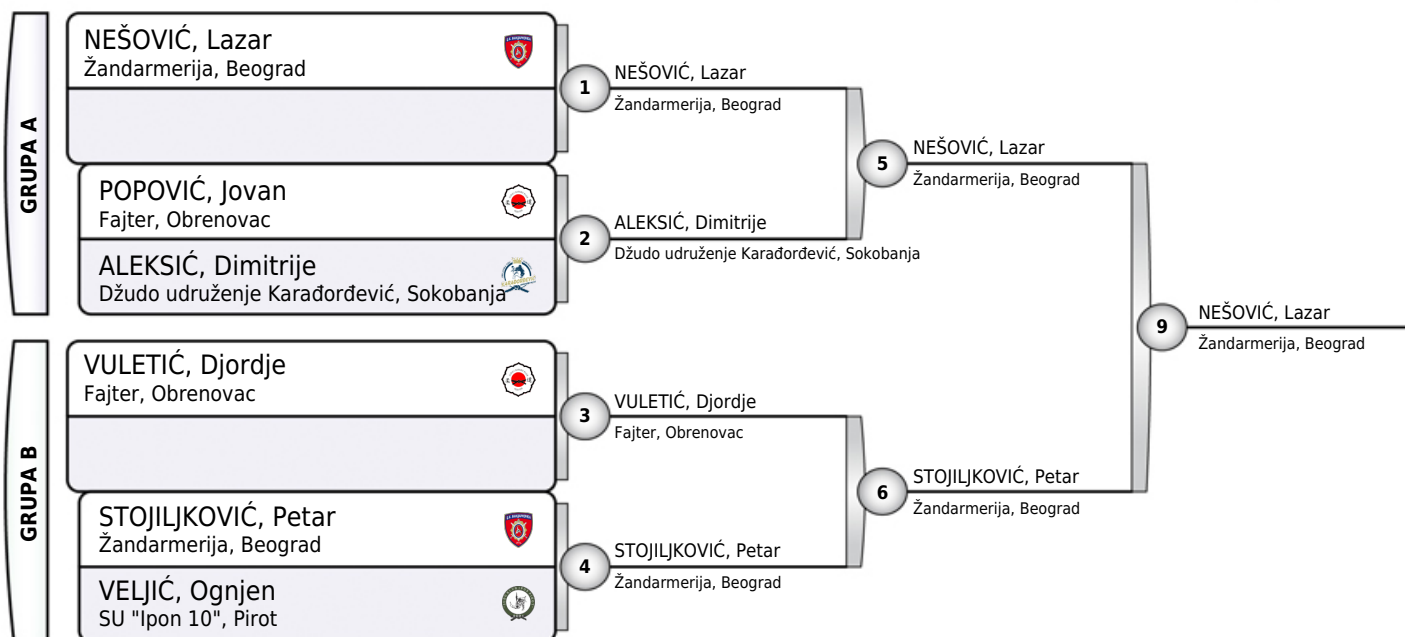 GRUPA A
NEŠOVIĆ, Lazar
Žandarmerija, Beograd
POPOVIĆ, Jovan
Fajter, Obrenovac
ALEKSIĆ, Dimitrije
Džudo udruženje Karađorđević, Sokobanja
1
NEŠOVIĆ, Lazar
Žandarmerija, Beograd
2
ALEKSIĆ, Dimitrije
Džudo udruženje Karađorđević, Sokobanja
5
NEŠOVIĆ, Lazar
Žandarmerija, Beograd
GRUPA B
VULETIĆ, Djordje
Fajter, Obrenovac
STOJILJKOVIĆ, Petar
Žandarmerija, Beograd
VELJIĆ, Ognjen
SU "Ipon 10", Pirot
3
VULETIĆ, Djordje
Fajter, Obrenovac
4
STOJILJKOVIĆ, Petar
Žandarmerija, Beograd
6
STOJILJKOVIĆ, Petar
Žandarmerija, Beograd
9
NEŠOVIĆ, Lazar
Žandarmerija, Beograd